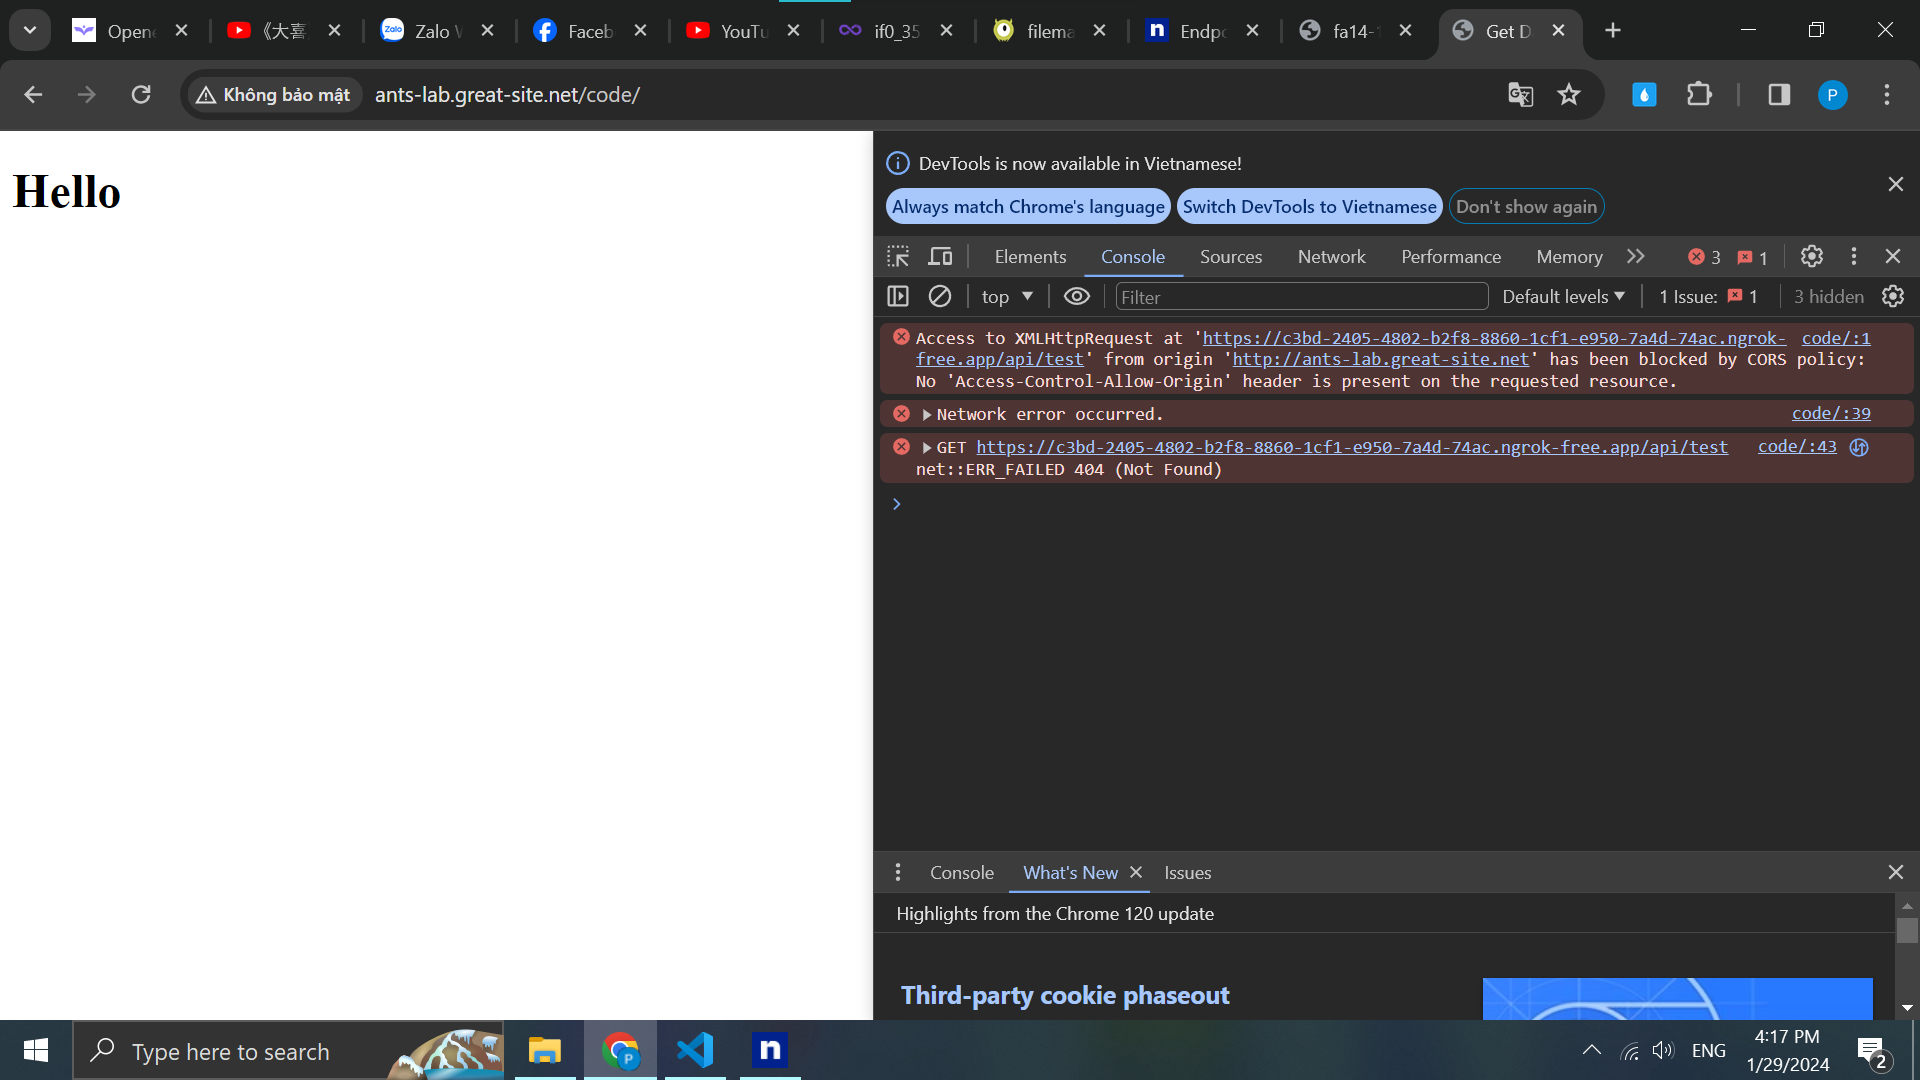 Opene
《大喜
Zalo W
Faceb
YouTu
if0_35
filema
Endpo
fa14-1
Get D
Không bảo mật
ants-lab.great-site.net/code/
P
Hello
DevTools is now available in Vietnamese!
Always match Chrome's language
Switch DevTools to Vietnamese
Don't show again
Elements
Console
Sources
Network
Performance
Memory
3
1
top
Filter
Default levels
1 Issue: 1
3 hidden
Access to XMLHttpRequest at 'https://c3bd-2405-4802-b2f8-8860-1cf1-e950-7a4d-74ac.ngrok- code/:1
free.app/api/test' from origin 'http://ants-lab.great-site.net' has been blocked by CORS policy:
No 'Access-Control-Allow-Origin' header is present on the requested resource.
Network error occurred. code/:39
GET https://c3bd-2405-4802-b2f8-8860-1cf1-e950-7a4d-74ac.ngrok-free.app/api/test code/:43
net::ERR_FAILED 404 (Not Found)
Console
What's New
Issues
Highlights from the Chrome 120 update
Third-party cookie phaseout
Type here to search
P
n
ENG
4:17 PM
1/29/2024
2